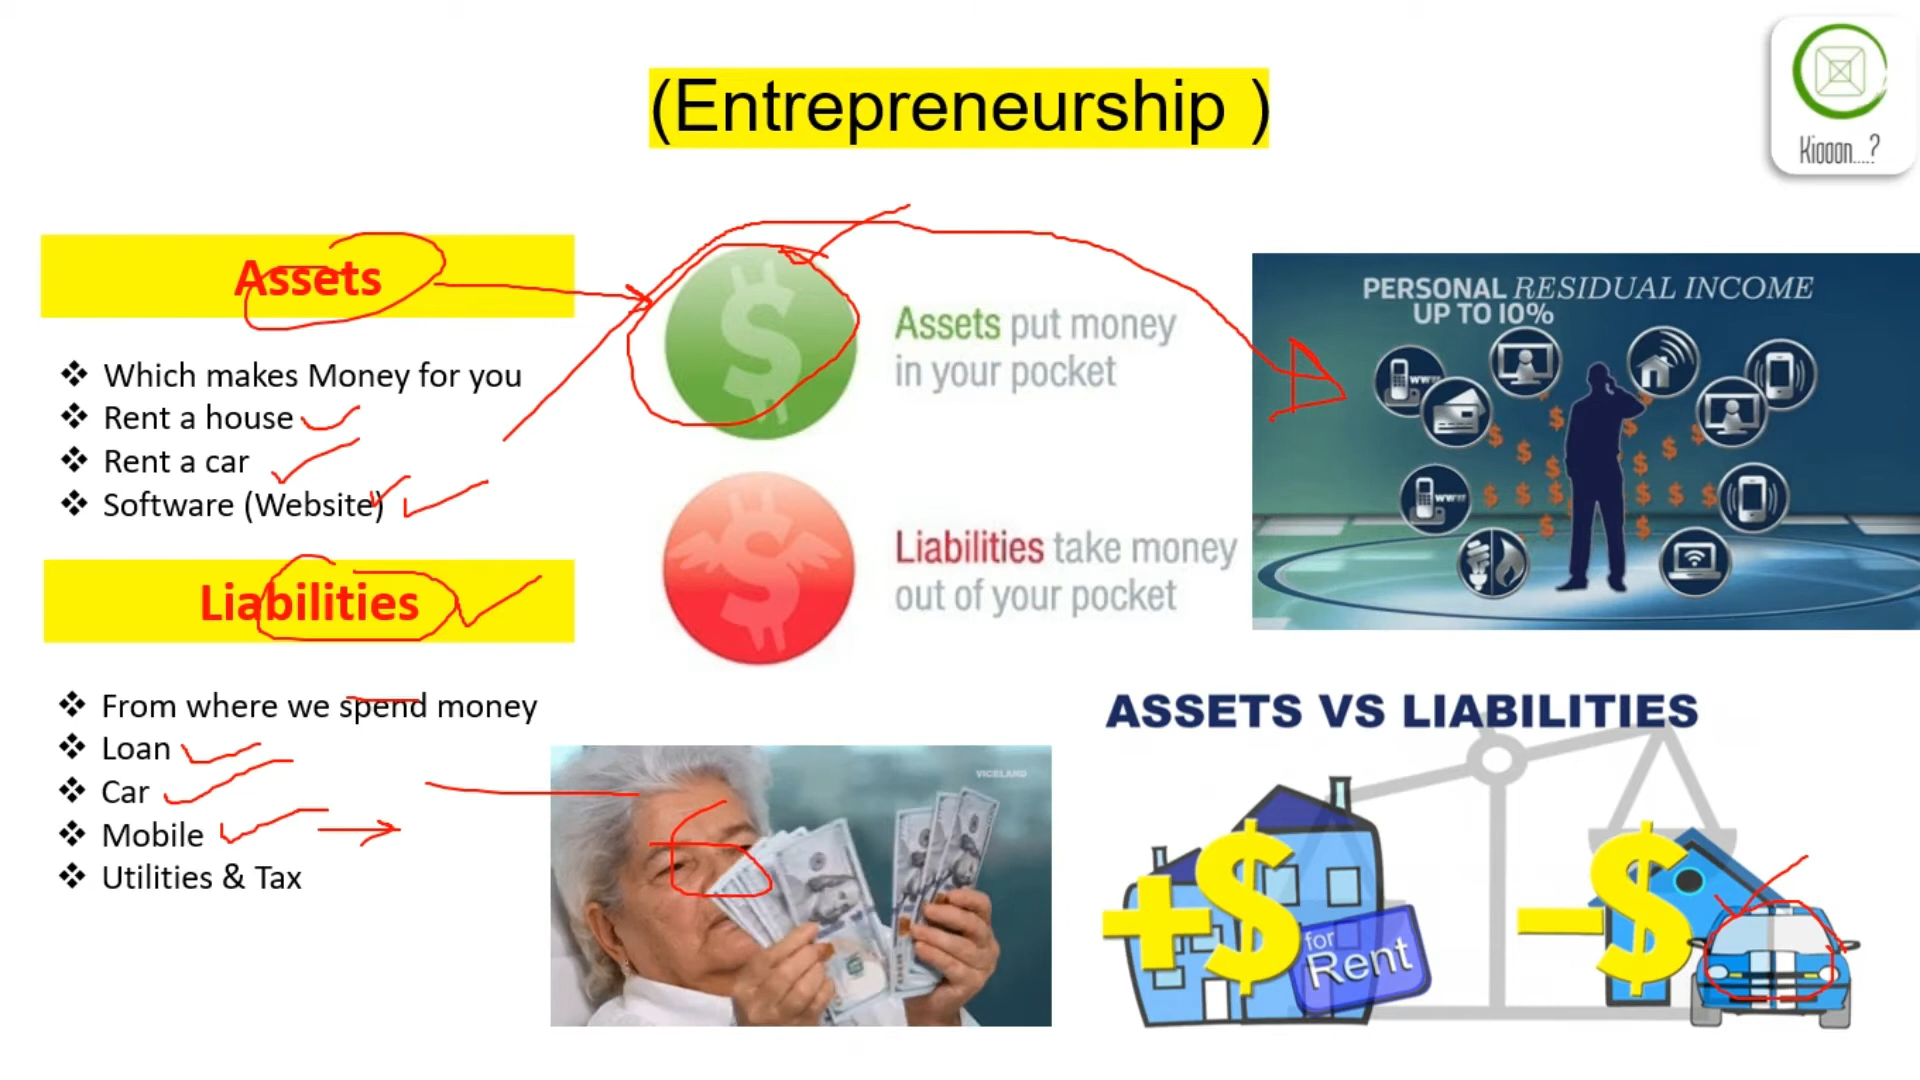 (Entrepreneurship )
Kiooon....?
Assets
Which makes Money for you
Rent a house
Rent a car
Software (Website)
Liabilities
From where we spend money
Loan
Car
Mobile
Utilities & Tax
Assets put money
in your pocket
Liabilities take money
out of your pocket
PERSONAL RESIDUAL INCOME
UP TO 10%
www
www
VICELAND
ASSETS VS LIABILITIES
+$
for
Rent
-$